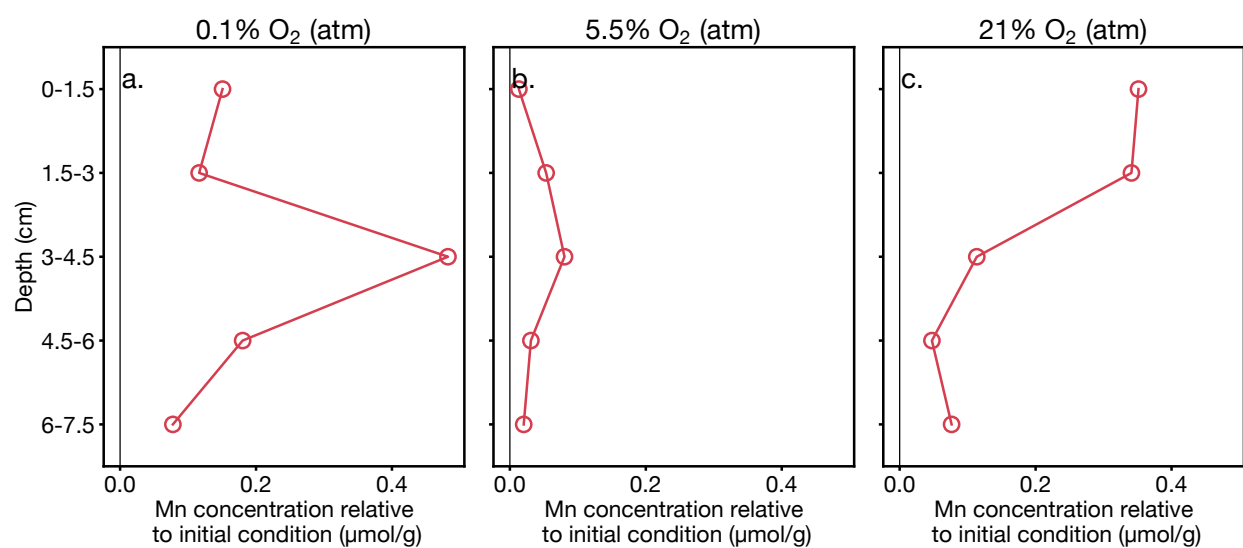 0.1% O₂ (atm)
5.5% O₂ (atm)
21% O₂ (atm)
a.
b.
c.
Depth (cm)
0-1.5
1.5-3
3-4.5
4.5-6
6-7.5
0.0 0.2 0.4
0.0 0.2 0.4
0.0 0.2 0.4
Mn concentration relative
to initial condition (µmol/g)
Mn concentration relative
to initial condition (µmol/g)
Mn concentration relative
to initial condition (µmol/g)